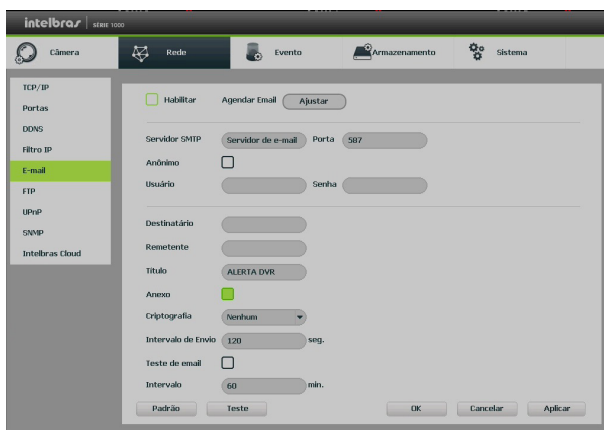 intelbras SÉRIE 1000
Câmera Rede Evento Armazenamento Sistema
TCP/IP
Portas
DDNS
Filtro IP
E-mail
FTP
UPnP
SNMP
Intelbras Cloud
Habilitar Agendar Email Ajustar
Servidor SMTP Servidor de e-mail Porta 587
Anônimo
Usuário Senha
Destinatário
Remetente
Título ALERTA DVR
Anexo
Criptografia Nenhum
Intervalo de Envio 120 seg.
Teste de email
Intervalo 60 min.
Padrão Teste OK Cancelar Aplicar